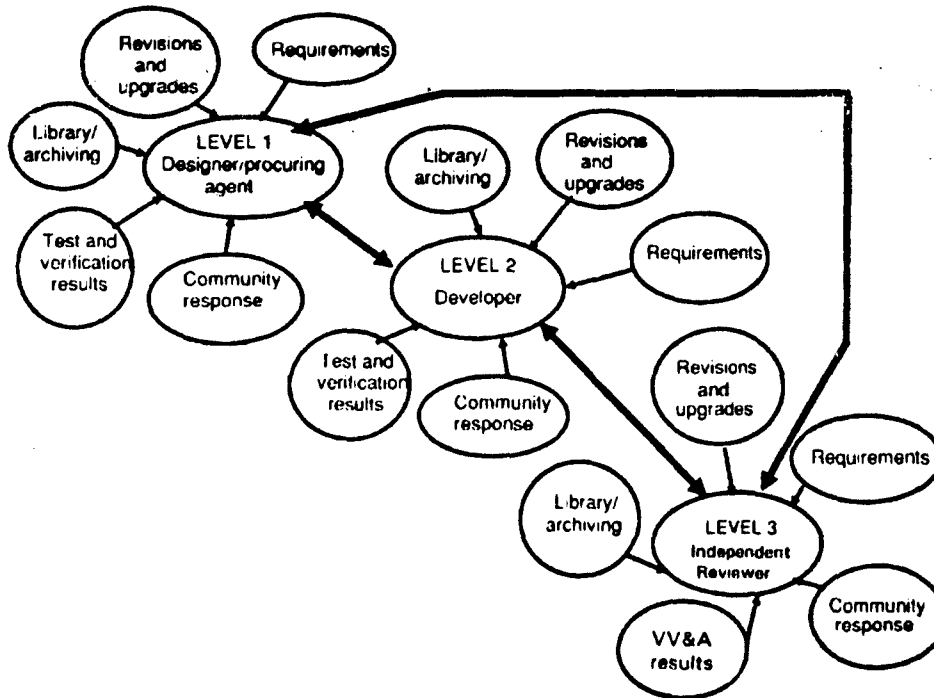 Revisions
and
upgrades
Requirements
Library/
archiving
LEVEL 1
Designer/procuring
agent
Test and
verification
results
Community
response
Library/
archiving
Revisions
and
upgrades
LEVEL 2
Developer
Requirements
Test and
verification
results
Community
response
Revisions
and
upgrades
Requirements
Library/
archiving
LEVEL 3
Independent
Reviewer
VV&A
results
Community
response